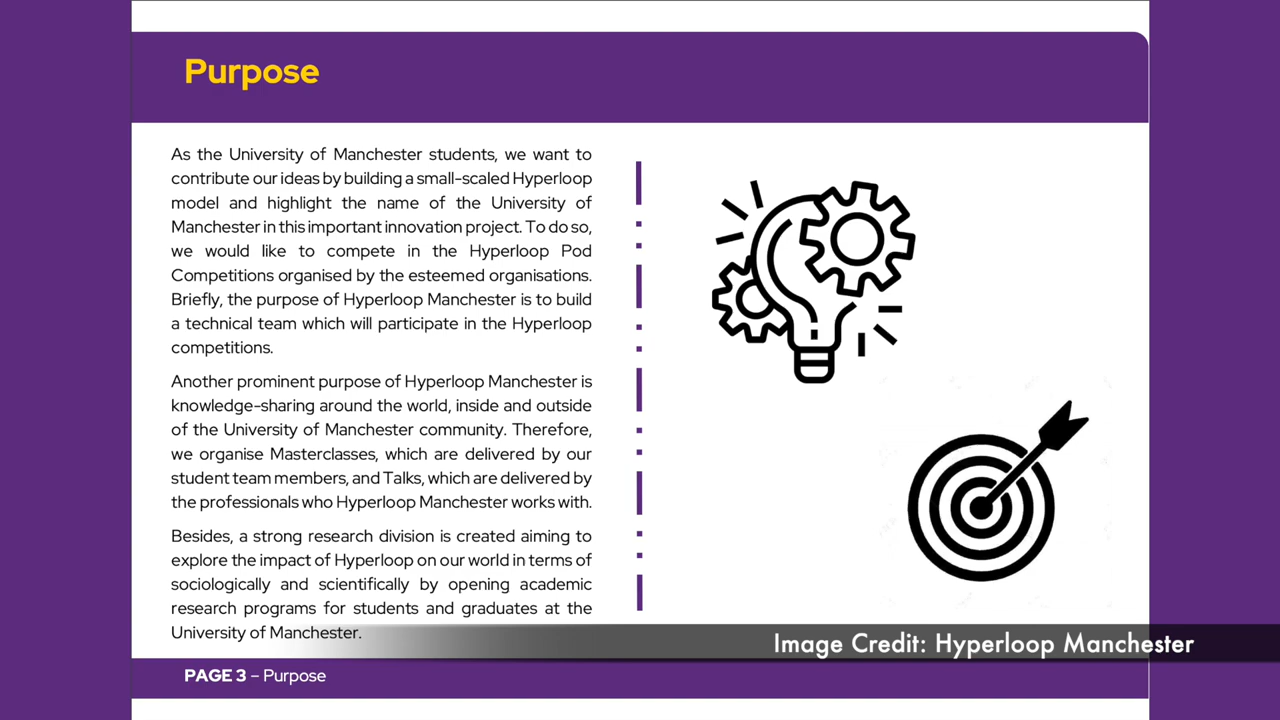 Purpose
As the University of Manchester students, we want to
contribute our ideas by building a small-scaled Hyperloop
model and highlight the name of the University of
Manchester in this important innovation project. To do so,
we would like to compete in the Hyperloop Pod
Competitions organised by the esteemed organisations.
Briefly, the purpose of Hyperloop Manchester is to build
a technical team which will participate in the Hyperloop
competitions.
Another prominent purpose of Hyperloop Manchester is
knowledge-sharing around the world, inside and outside
of the University of Manchester community. Therefore,
we organise Masterclasses, which are delivered by our
student team members, and Talks, which are delivered by
the professionals who Hyperloop Manchester works with.
Besides, a strong research division is created aiming to
explore the impact of Hyperloop on our world in terms of
sociologically and scientifically by opening academic
research programs for students and graduates at the
University of Manchester.
Image Credit: Hyperloop Manchester
PAGE 3 – Purpose